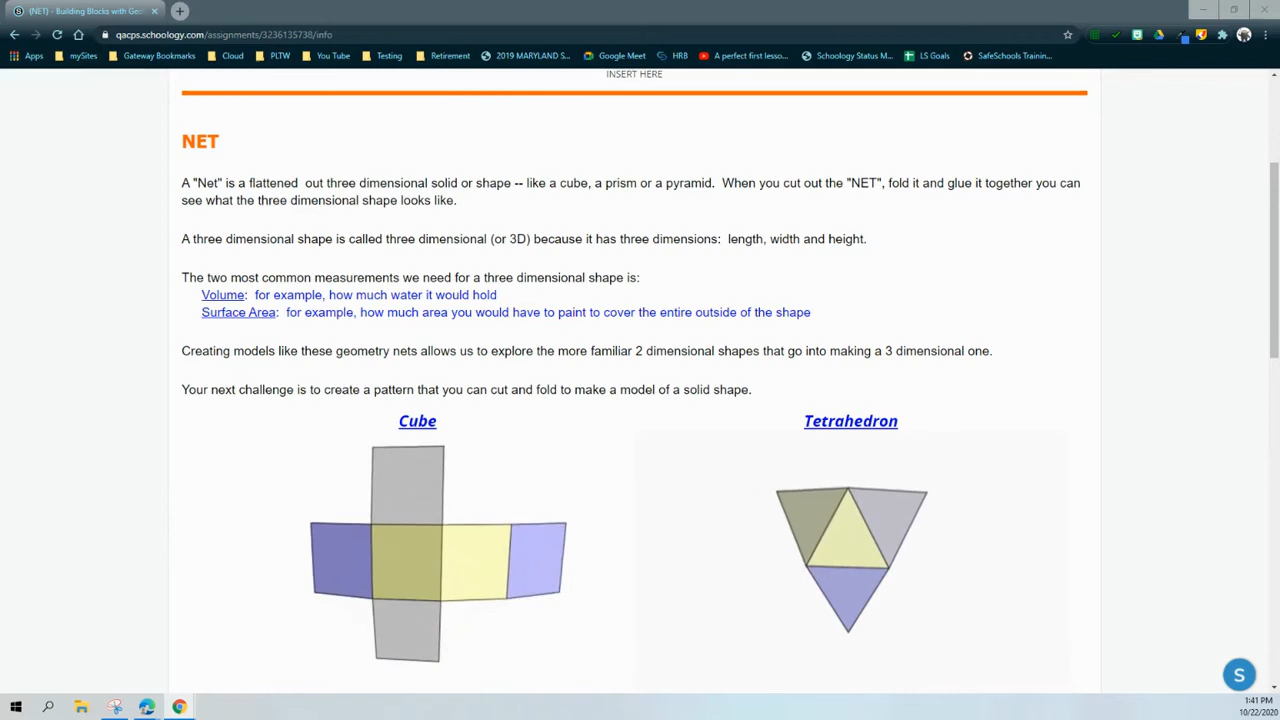 (NET) - Building Blocks with Geo
qacps.schoology.com/assignments/3236135738/info
Apps mySites Gateway Bookmarks Cloud PLTW You Tube Testing Retirement 2019 MARYLAND S... Google Meet HRB A perfect first lesso... Schoology Status M... LS Goals SafeSchools Trainin...
INSERT HERE
NET
A "Net" is a flattened out three dimensional solid or shape -- like a cube, a prism or a pyramid. When you cut out the "NET", fold it and glue it together you can
see what the three dimensional shape looks like.
A three dimensional shape is called three dimensional (or 3D) because it has three dimensions: length, width and height.
The two most common measurements we need for a three dimensional shape is:
Volume: for example, how much water it would hold
Surface Area: for example, how much area you would have to paint to cover the entire outside of the shape
Creating models like these geometry nets allows us to explore the more familiar 2 dimensional shapes that go into making a 3 dimensional one.
Your next challenge is to create a pattern that you can cut and fold to make a model of a solid shape.
Cube Tetrahedron
S
1:41 PM
10/22/2020